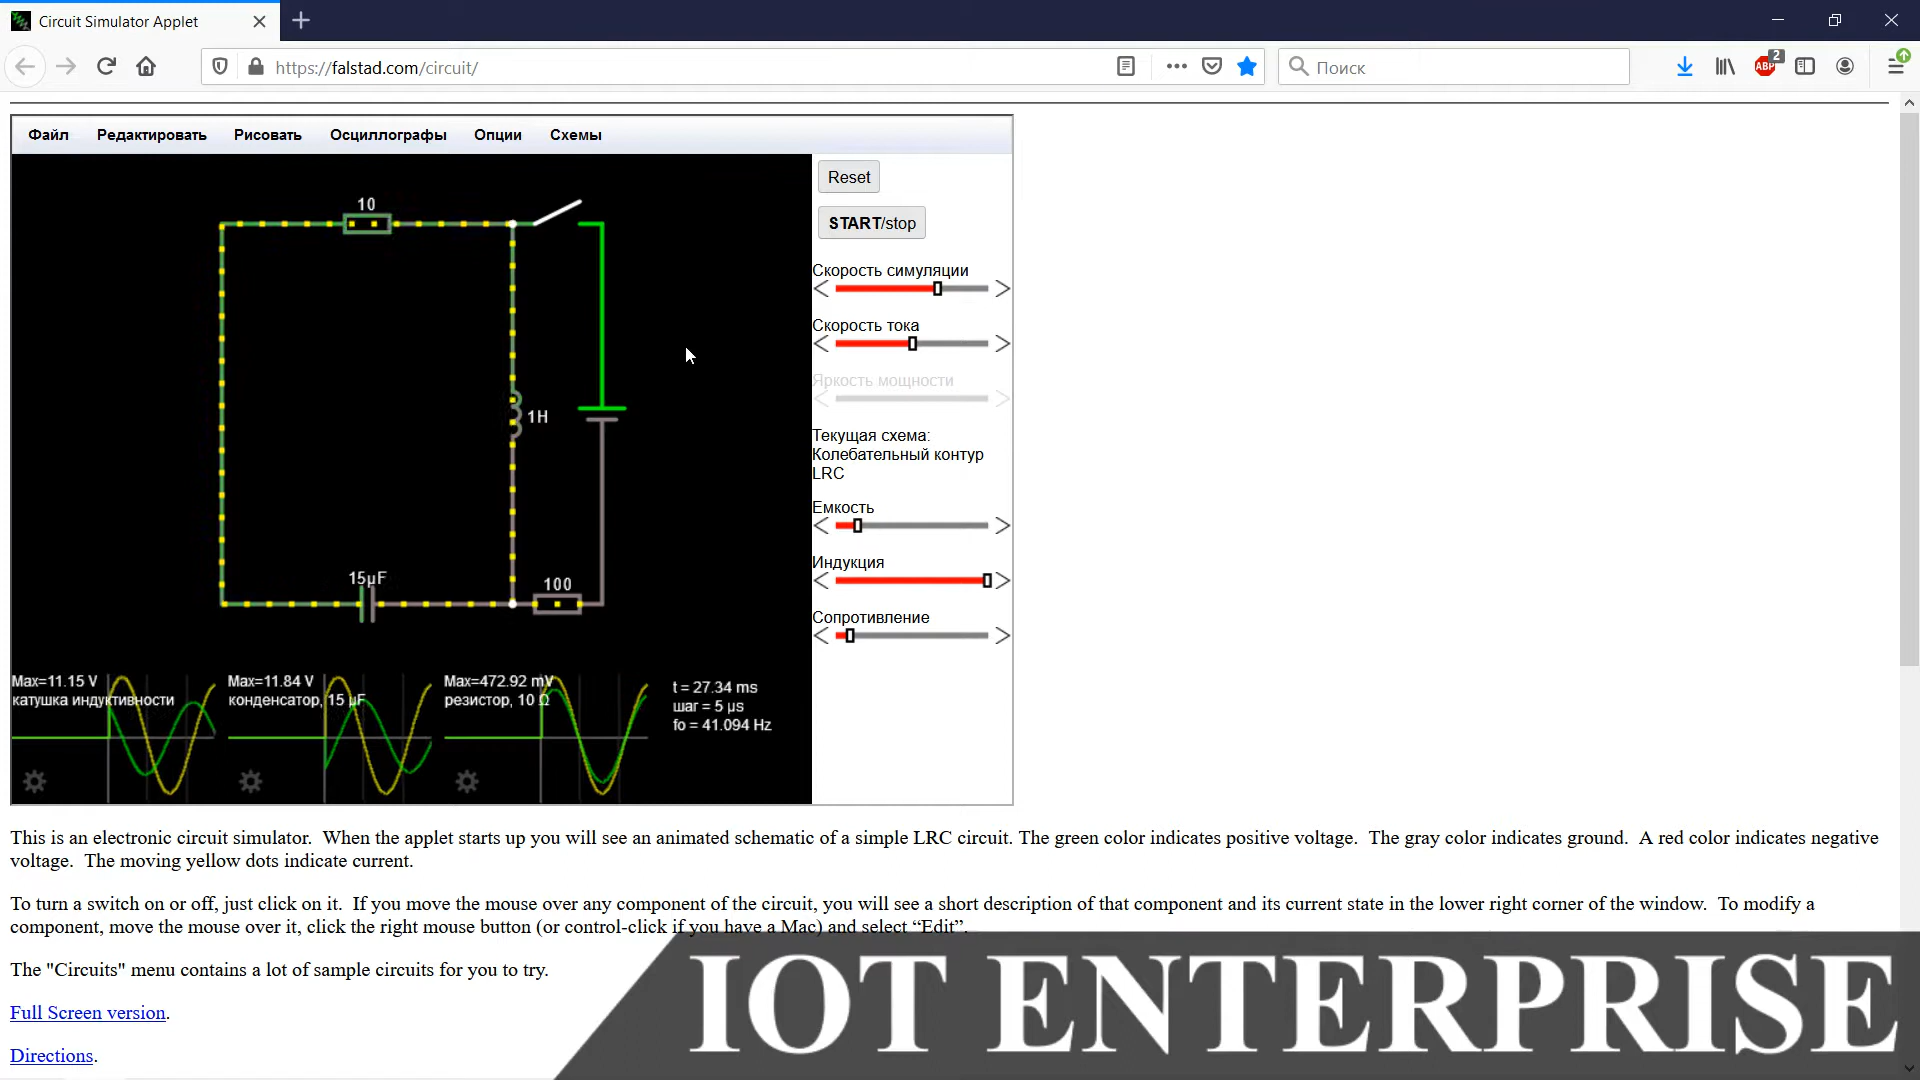 Circuit Simulator Applet
https://falstad.com/circuit/
Поиск
ABP
2
Файл Редактировать Рисовать Осциллографы Опции Схемы
Reset
START/stop
Скорость симуляции
Скорость тока
Яркость мощности
Текущая схема:
Колебательный контур
LRC
Емкость
Индукция
Сопротивление
10
1H
15μF
100
Max=11.15 V
катушка индуктивности
Max=11.84 V
конденсатор, 15 μF
Max=472.92 mV
резистор, 10 Ω
t = 27.34 ms
шаг = 5 μs
fo = 41.094 Hz
This is an electronic circuit simulator. When the applet starts up you will see an animated schematic of a simple LRC circuit. The green color indicates positive voltage. The gray color indicates ground. A red color indicates negative
voltage. The moving yellow dots indicate current.
To turn a switch on or off, just click on it. If you move the mouse over any component of the circuit, you will see a short description of that component and its current state in the lower right corner of the window. To modify a
component, move the mouse over it, click the right mouse button (or control-click if you have a Mac) and select “Edit”.
The "Circuits" menu contains a lot of sample circuits for you to try.
Full Screen version.
Directions.
IOT ENTERPRISE